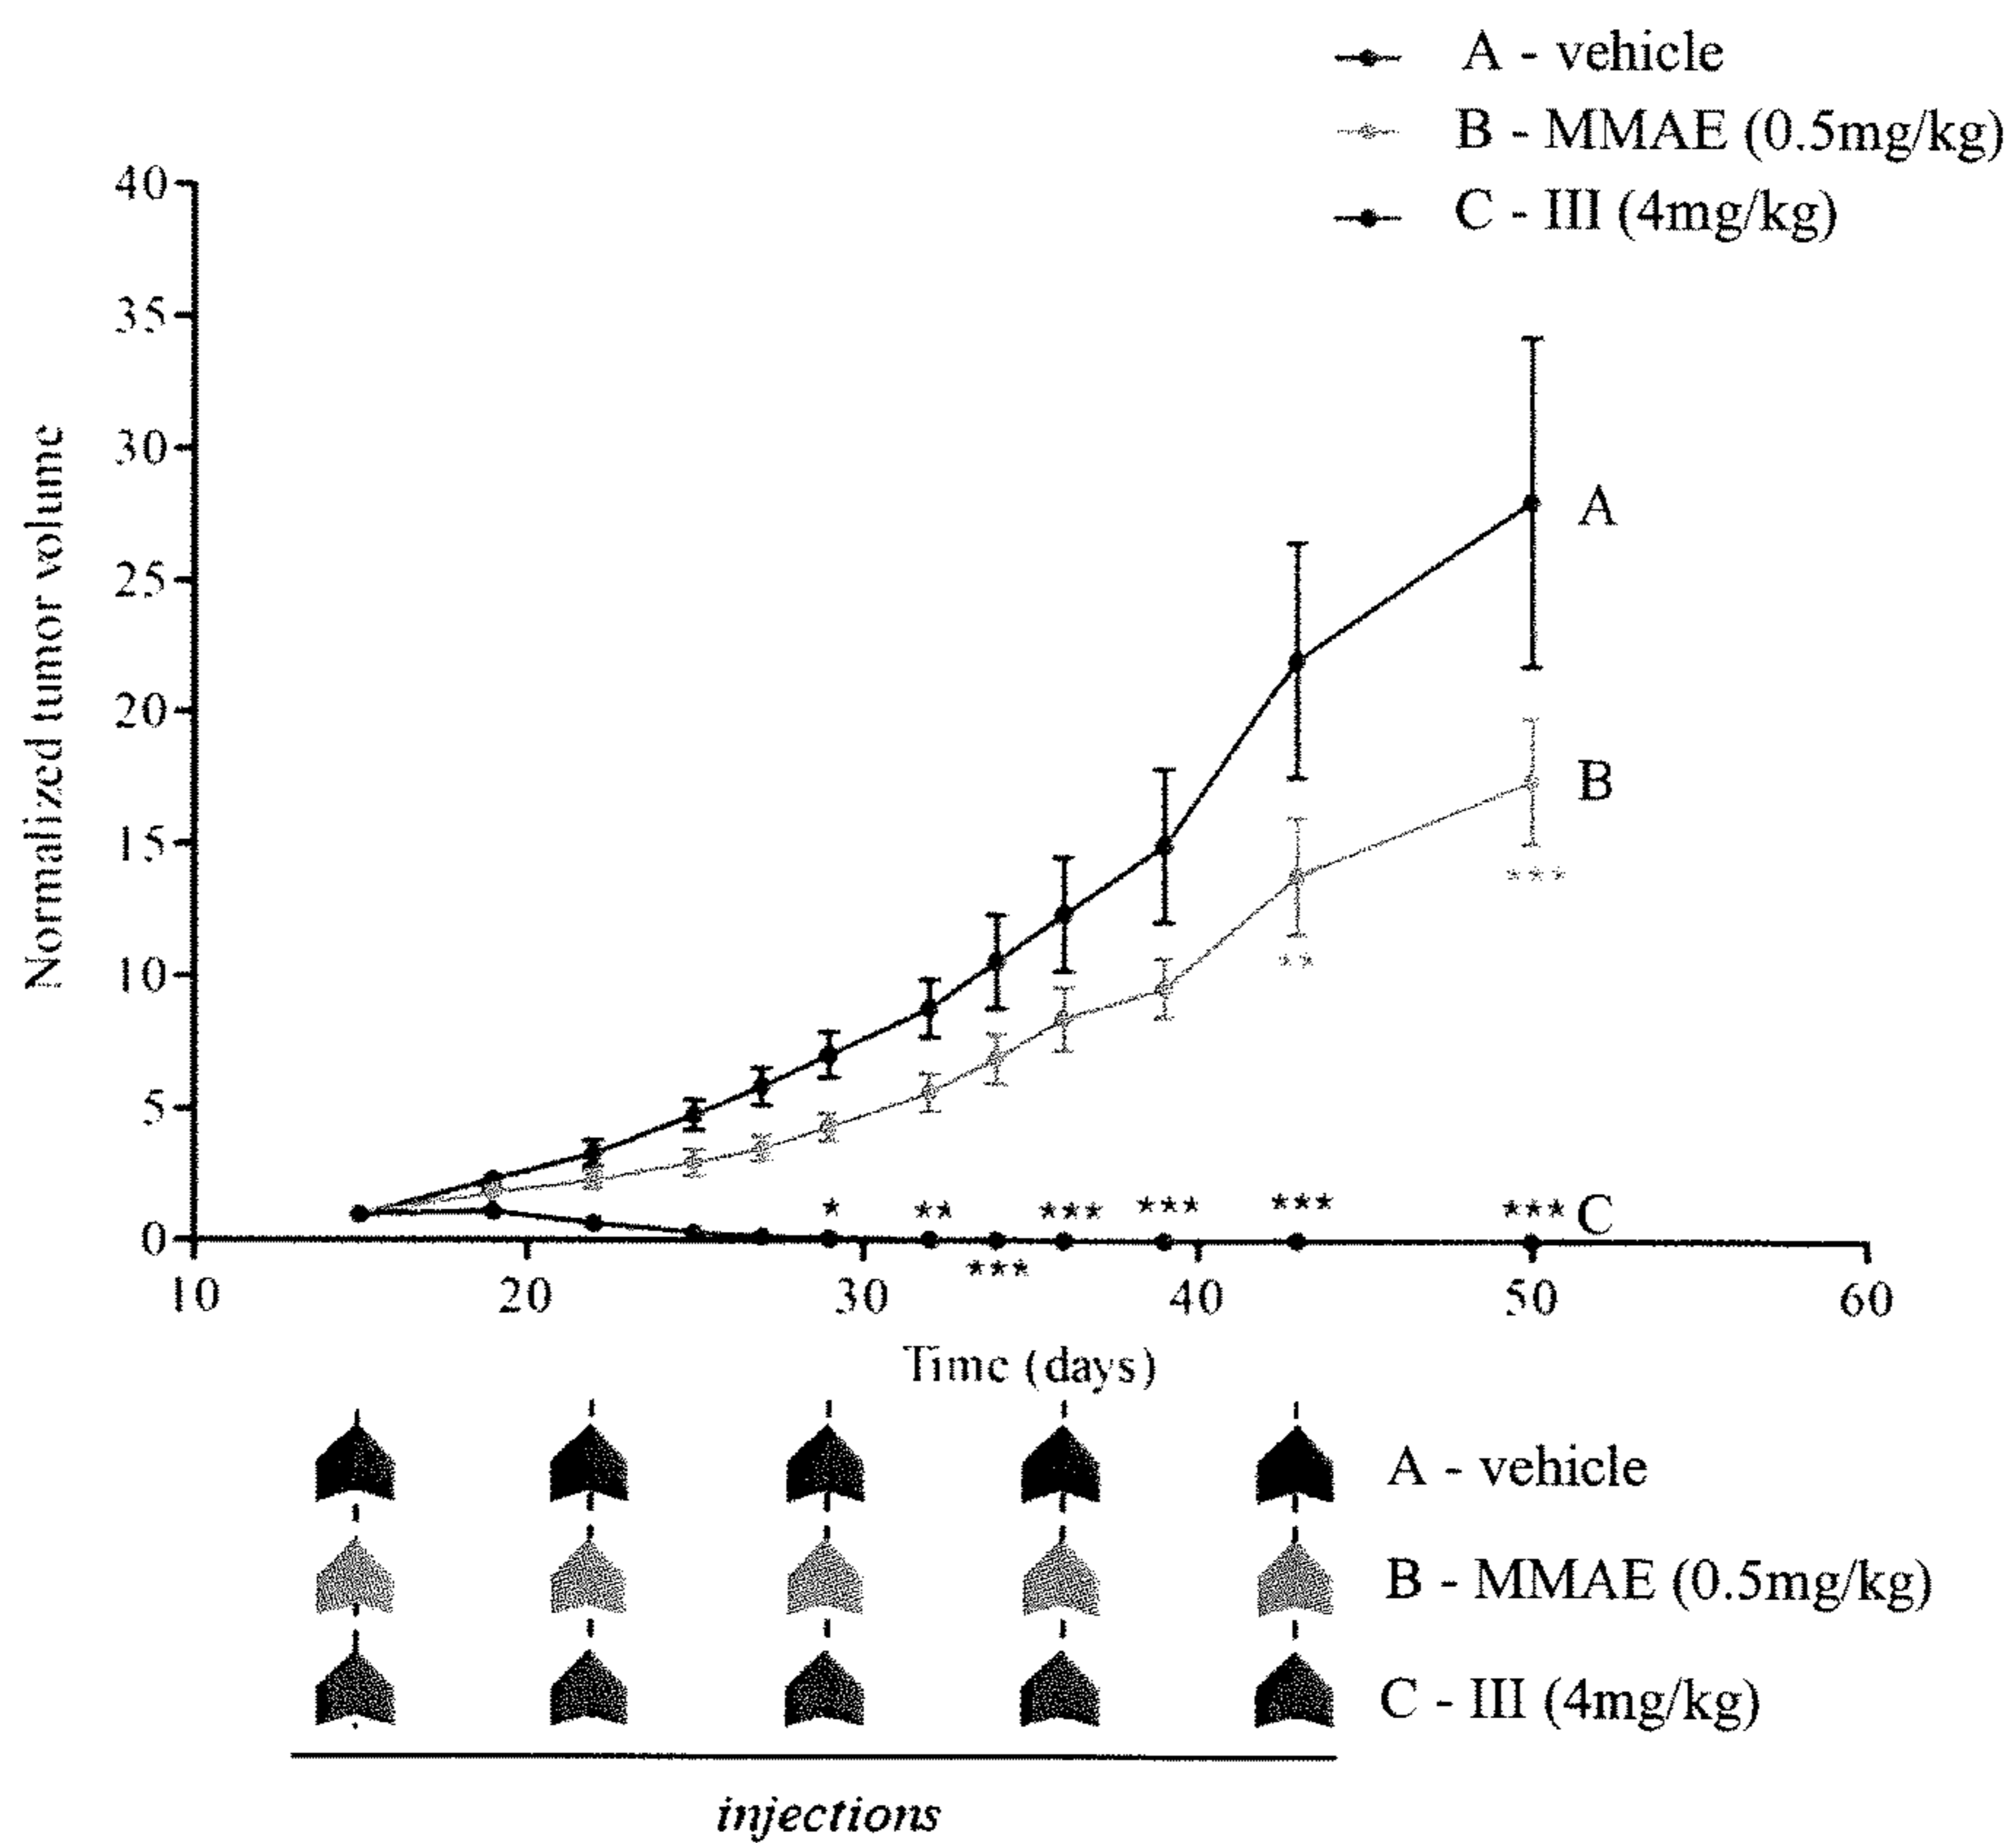 A - vehicle
B - MMAE (0.5mg/kg)
C - III (4mg/kg)
40
35
30
25
20
15
10
5
0
Normalized tumor volume
A
B
***
**
* ** *** *** *** *** C
***
10 20 30 40 50 60
Time (days)
A - vehicle
B - MMAE (0.5mg/kg)
C - III (4mg/kg)
injections